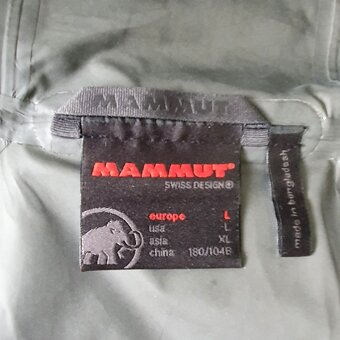 MAMMUT
MAMMUT
SWISS DESIGN
europe L
usa L
asia XL
china 180/104B
made in bangladesh